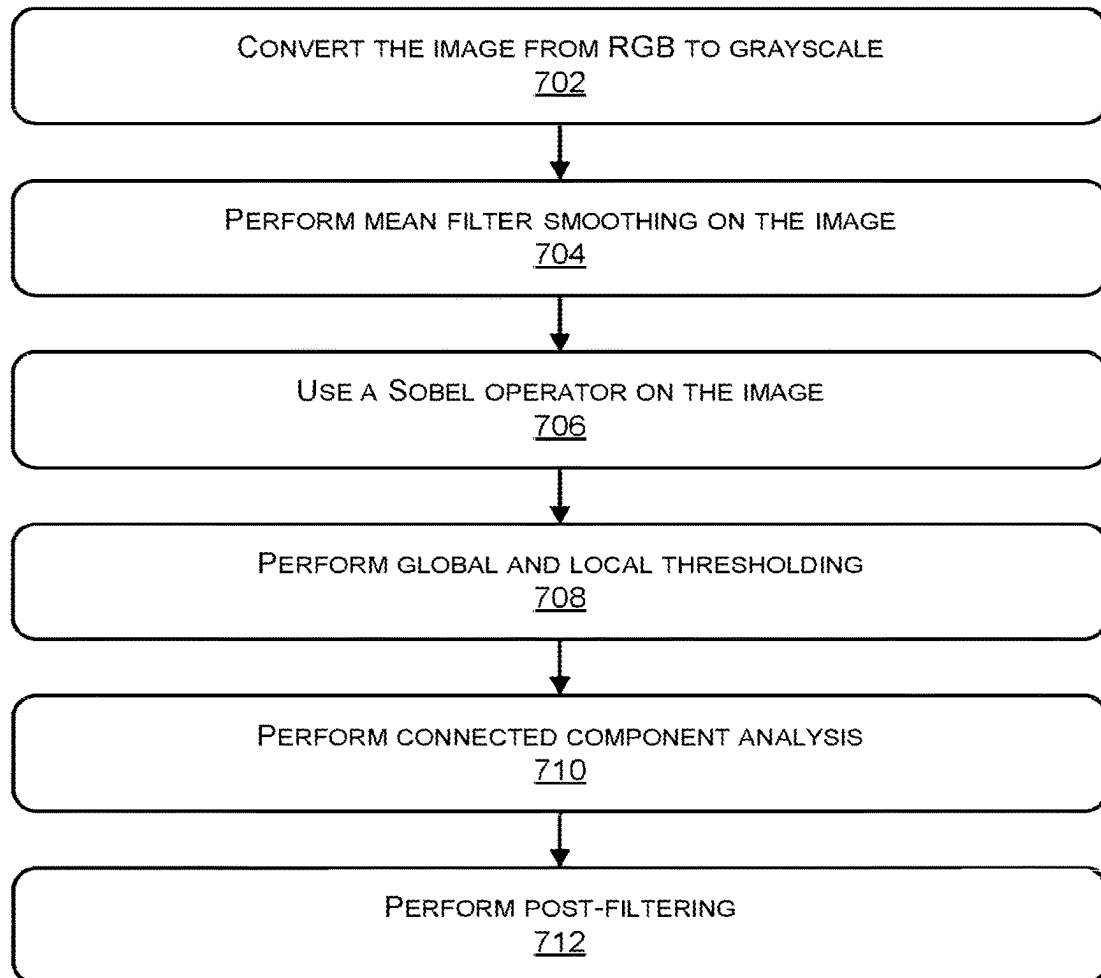 CONVERT THE IMAGE FROM RGB TO GRAYSCALE
702
PERFORM MEAN FILTER SMOOTHING ON THE IMAGE
704
USE A SOBEL OPERATOR ON THE IMAGE
706
PERFORM GLOBAL AND LOCAL THRESHOLDING
708
PERFORM CONNECTED COMPONENT ANALYSIS
710
PERFORM POST-FILTERING
712